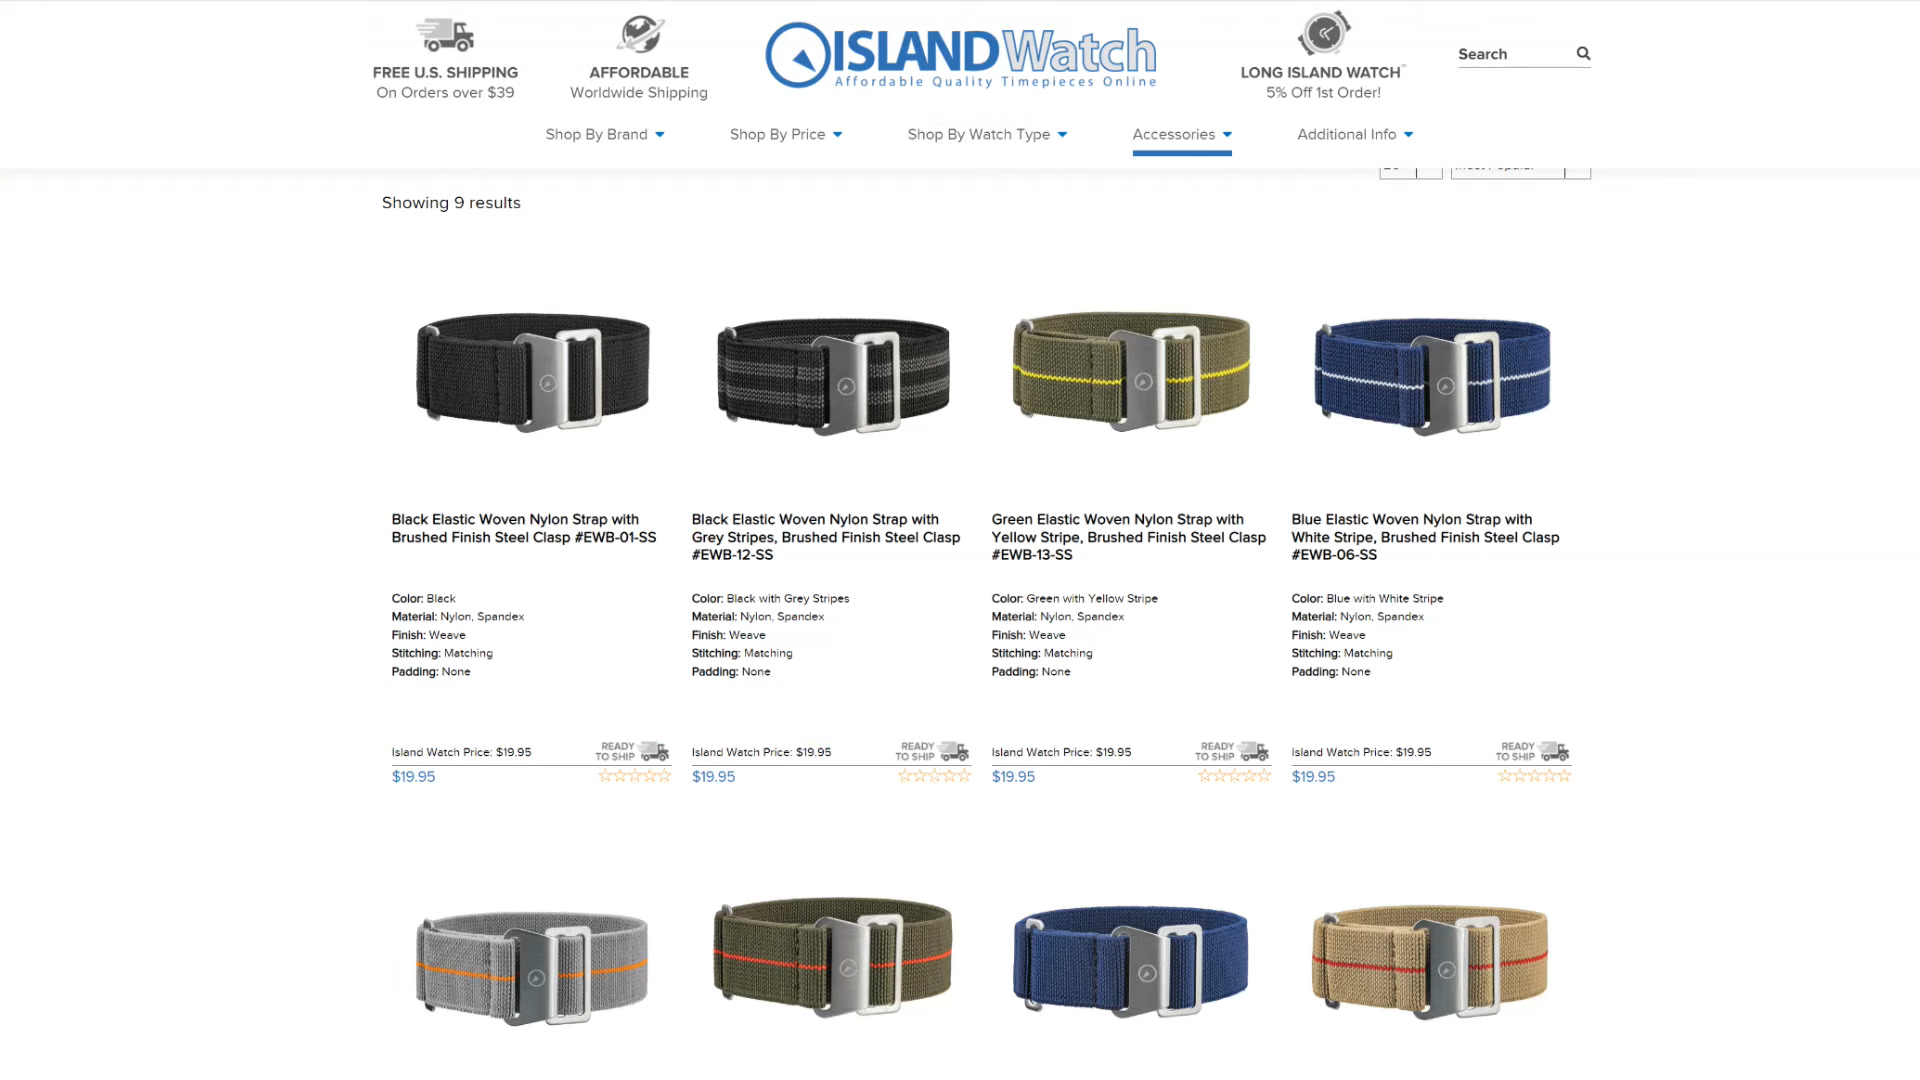 FREE U.S. SHIPPING
On Orders over $39
AFFORDABLE
Worldwide Shipping
ISLANDWatch
Affordable Quality Timepieces Online
LONG ISLAND WATCH™
5% Off 1st Order!
Search
Shop By Brand
Shop By Price
Shop By Watch Type
Accessories
Additional Info
Showing 9 results
Black Elastic Woven Nylon Strap with
Brushed Finish Steel Clasp #EWB-01-SS
Color: Black
Material: Nylon, Spandex
Finish: Weave
Stitching: Matching
Padding: None
Island Watch Price: $19.95
READY
TO SHIP
$19.95
Black Elastic Woven Nylon Strap with
Grey Stripes, Brushed Finish Steel Clasp
#EWB-12-SS
Color: Black with Grey Stripes
Material: Nylon, Spandex
Finish: Weave
Stitching: Matching
Padding: None
Island Watch Price: $19.95
READY
TO SHIP
$19.95
Green Elastic Woven Nylon Strap with
Yellow Stripe, Brushed Finish Steel Clasp
#EWB-13-SS
Color: Green with Yellow Stripe
Material: Nylon, Spandex
Finish: Weave
Stitching: Matching
Padding: None
Island Watch Price: $19.95
READY
TO SHIP
$19.95
Blue Elastic Woven Nylon Strap with
White Stripe, Brushed Finish Steel Clasp
#EWB-06-SS
Color: Blue with White Stripe
Material: Nylon, Spandex
Finish: Weave
Stitching: Matching
Padding: None
Island Watch Price: $19.95
READY
TO SHIP
$19.95